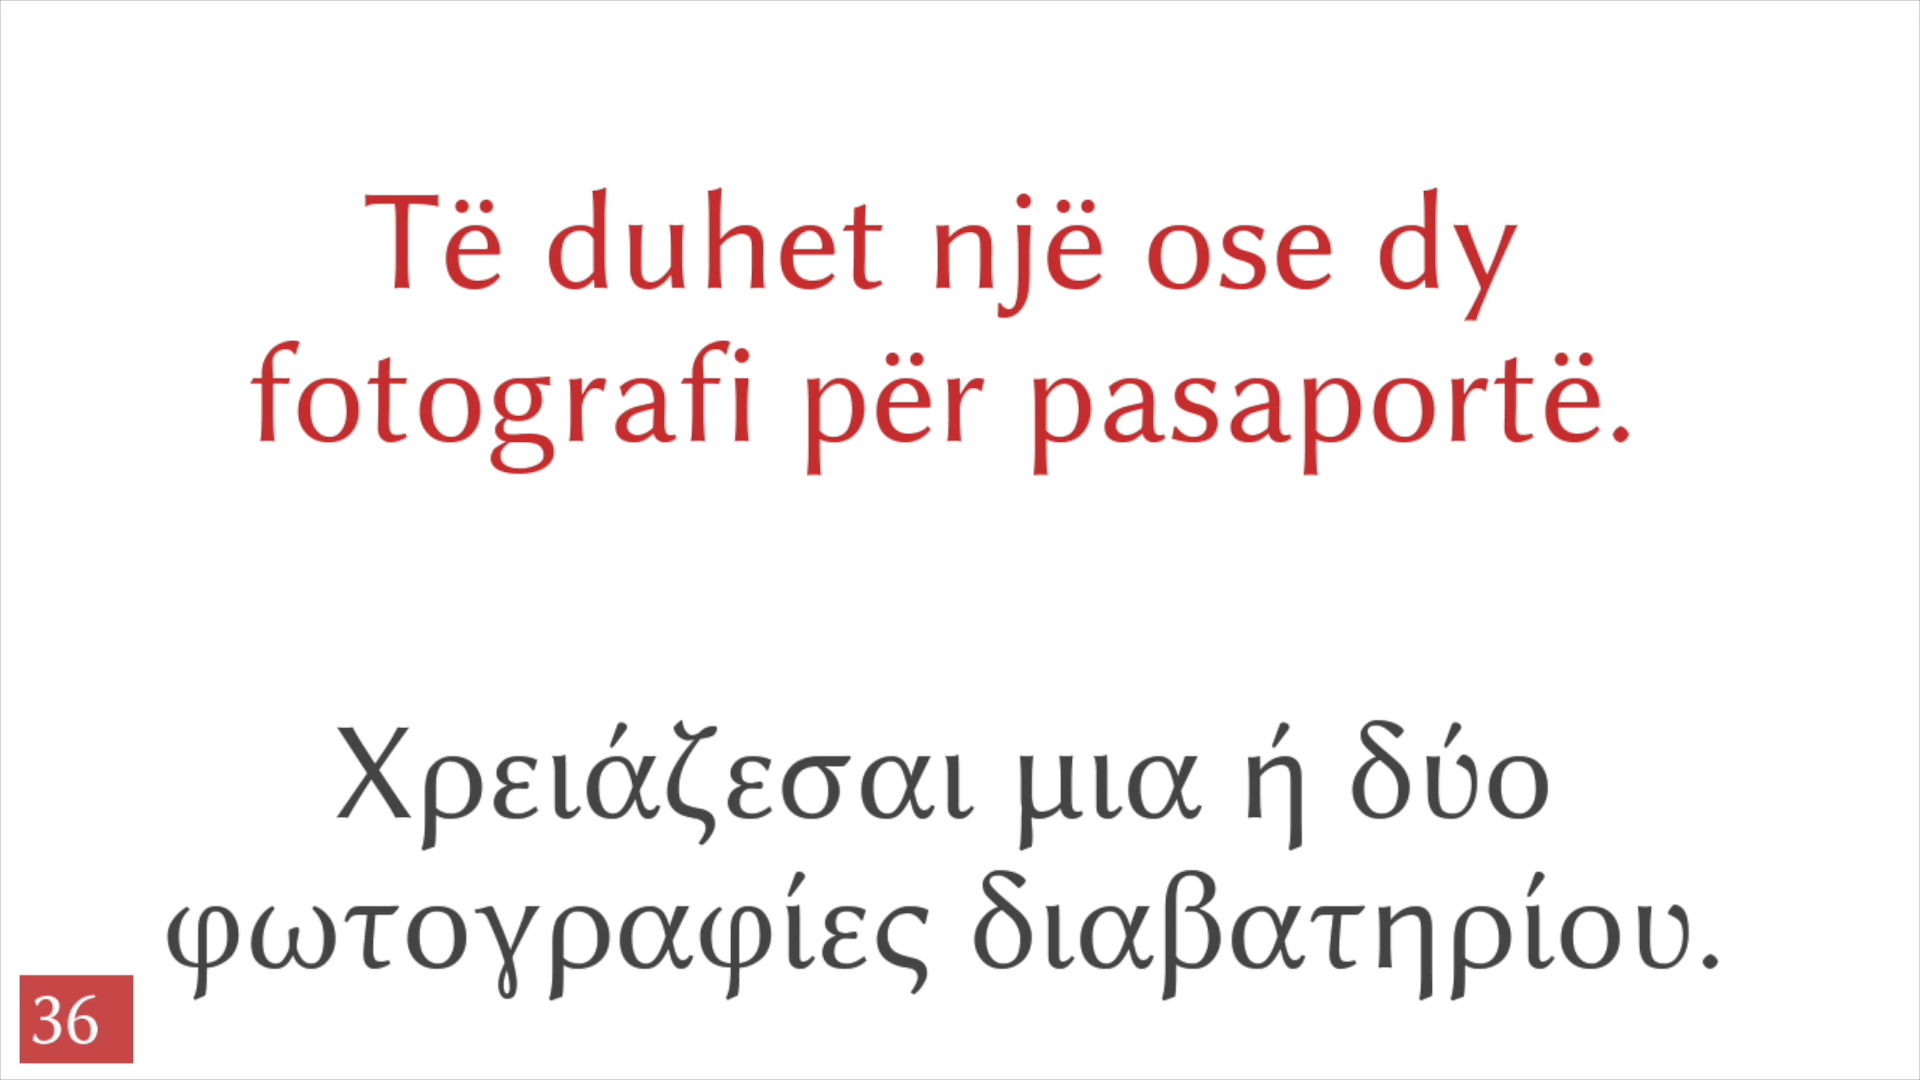 Të duhet një ose dy
fotografi për pasaportë.
Χρειάζεσαι μια ή δύο
φωτογραφίες διαβατηρίου.
36